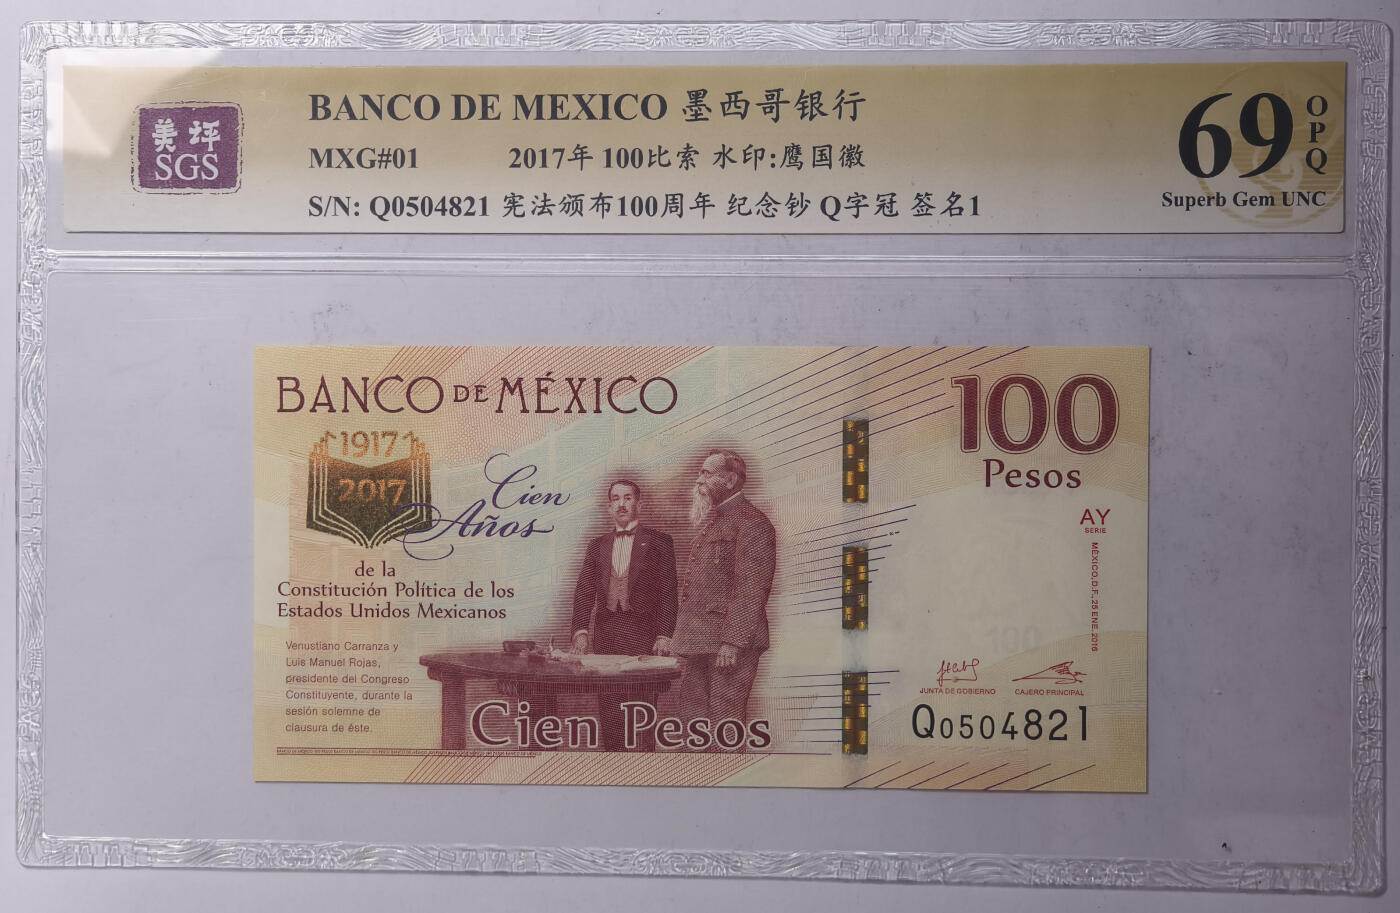 美评
SGS
BANCO DE MEXICO 墨西哥银行
MXG#01 2017年 100比索 水印:鹰国徽
S/N: Q0504821 宪法颁布100周年 纪念钞 Q字冠 签名1
69
OPQ
Superb Gem UNC
BANCO DE MÉXICO
1917
2017
Cien
Años
de la
Constitución Política de los
Estados Unidos Mexicanos
Venustiano Carranza y
Luis Manuel Rojas,
presidente del Congreso
Constituyente, durante la
sesión solemne de
clausura de éste.
Cien Pesos
100
Pesos
AY
SERIE
MÉXICO, D.F., 25 ENE. 2016
JUNTA DE GOBIERNO
CAJERO PRINCIPAL
Q0504821